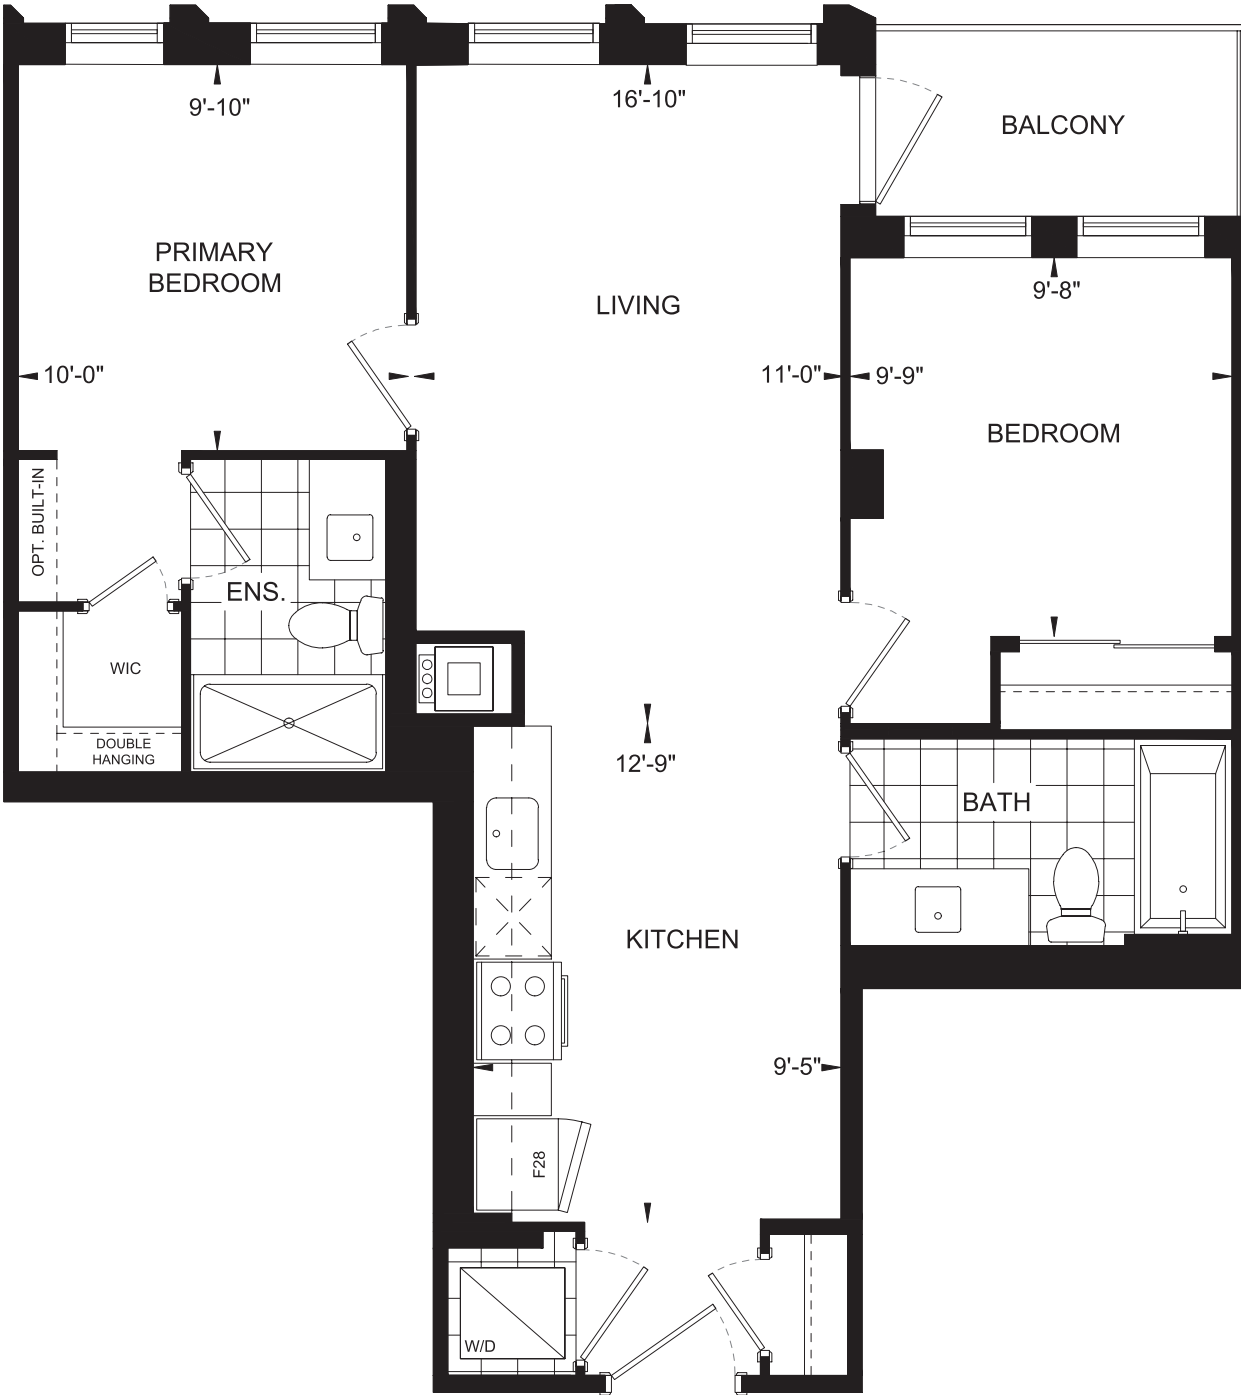 9'-10"
16'-10"
BALCONY
PRIMARY
BEDROOM
LIVING
9'-8"
10'-0"
11'-0"
9'-9"
BEDROOM
OPT. BUILT-IN
ENS.
WIC
DOUBLE
HANGING
12'-9"
BATH
KITCHEN
9'-5"
F28
W/D